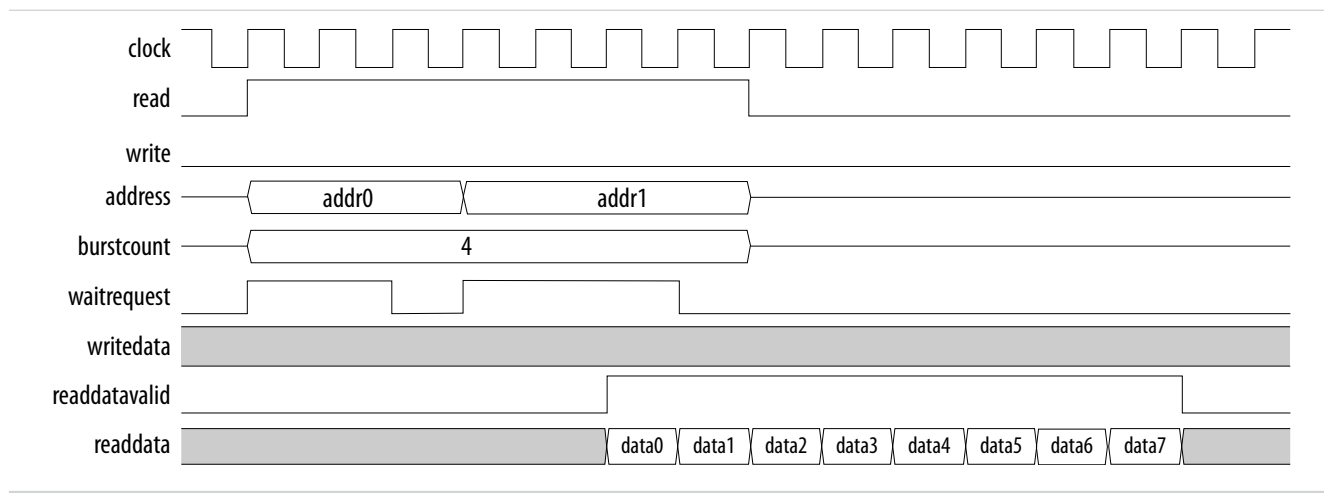 clock
read
write
address addr0 addr1
burstcount 4
waitrequest
writedata
readdatavalid
readdata data0 data1 data2 data3 data4 data5 data6 data7